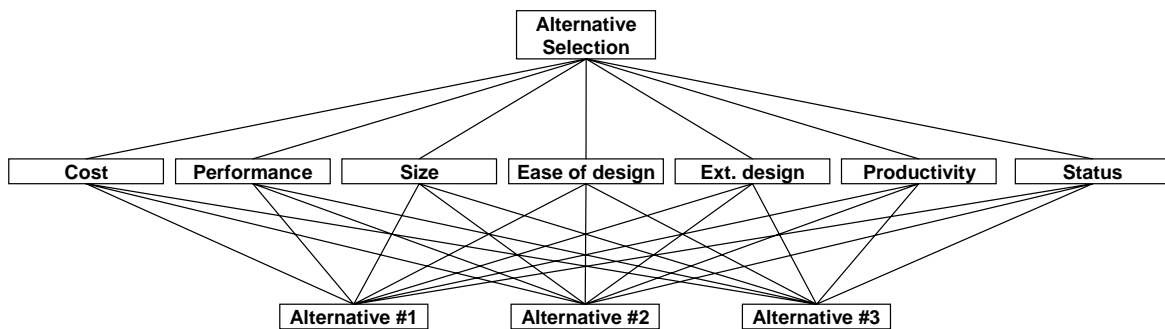 Alternative
Selection
Cost
Performance
Size
Ease of design
Ext. design
Productivity
Status
Alternative #1
Alternative #2
Alternative #3